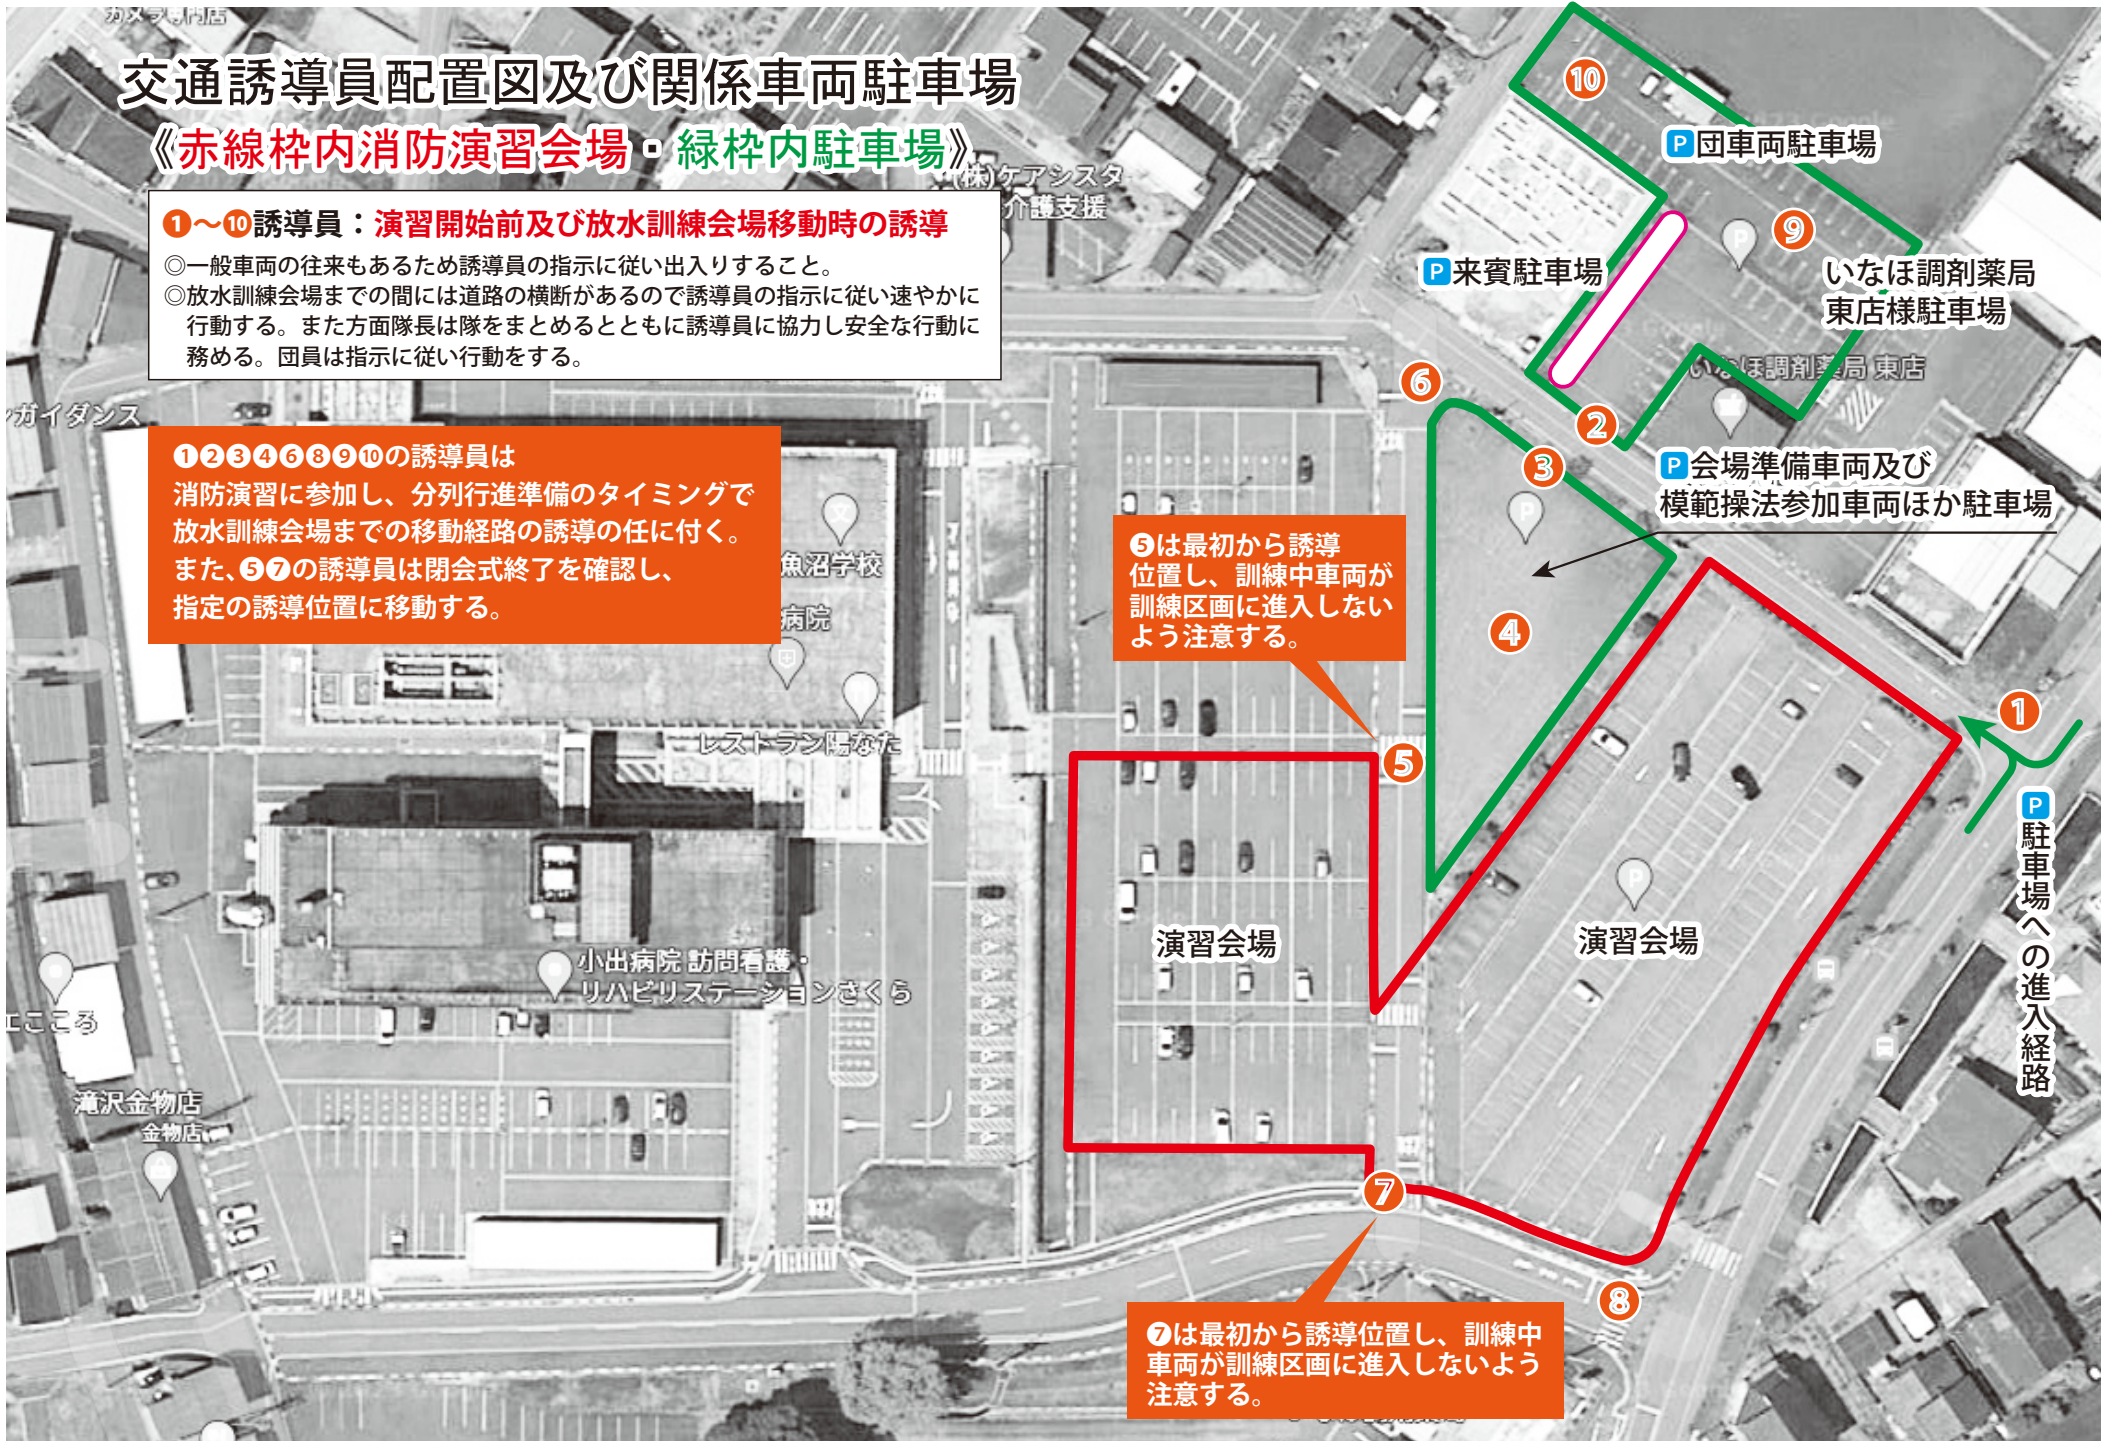 カメラ専門店
交通誘導員配置図及び関係車両駐車場
《赤線枠内消防演習会場・緑枠内駐車場》
❶～❿誘導員：演習開始前及び放水訓練会場移動時の誘導
◎一般車両の往来もあるため誘導員の指示に従い出入りすること。
◎放水訓練会場までの間には道路の横断があるので誘導員の指示に従い速やかに
行動する。また方面隊長は隊をまとめるとともに誘導員に協力し安全な行動に
務める。団員は指示に従い行動をする。
(株)ケアシスタ
介護支援
❶❷❸❹❻❽❾❿の誘導員は
消防演習に参加し、分列行進準備のタイミングで
放水訓練会場までの移動経路の誘導の任に付く。
また、❺❼の誘導員は閉会式終了を確認し、
指定の誘導位置に移動する。
ンガイダンス
魚沼学校
病院
レストラン陽なた
❿
P団車両駐車場
❾
P来賓駐車場
いなほ調剤薬局
東店様駐車場
いなほ調剤薬局 東店
❻
❷
❸
P会場準備車両及び
模範操法参加車両ほか駐車場
❺は最初から誘導
位置し、訓練中車両が
訓練区画に進入しない
よう注意する。
❹
❶
❺
P駐車場への進入経路
演習会場
演習会場
小出病院 訪問看護・
リハビリステーションさくら
エこころ
滝沢金物店
金物店
❼
❽
❼は最初から誘導位置し、訓練中
車両が訓練区画に進入しないよう
注意する。